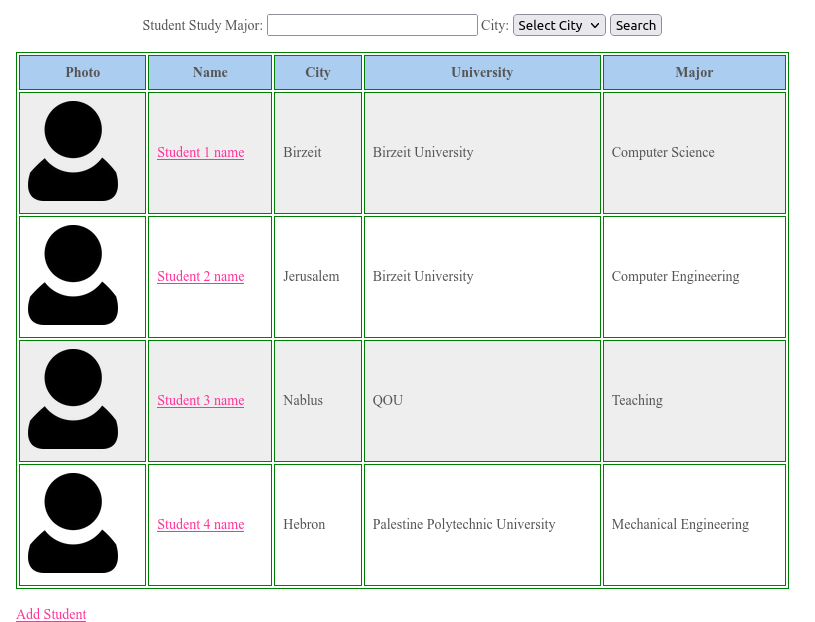 Student Study Major: City: Select City Search
Photo Name City University Major
Student 1 name Birzeit Birzeit University Computer Science
Student 2 name Jerusalem Birzeit University Computer Engineering
Student 3 name Nablus QOU Teaching
Student 4 name Hebron Palestine Polytechnic University Mechanical Engineering
Add Student